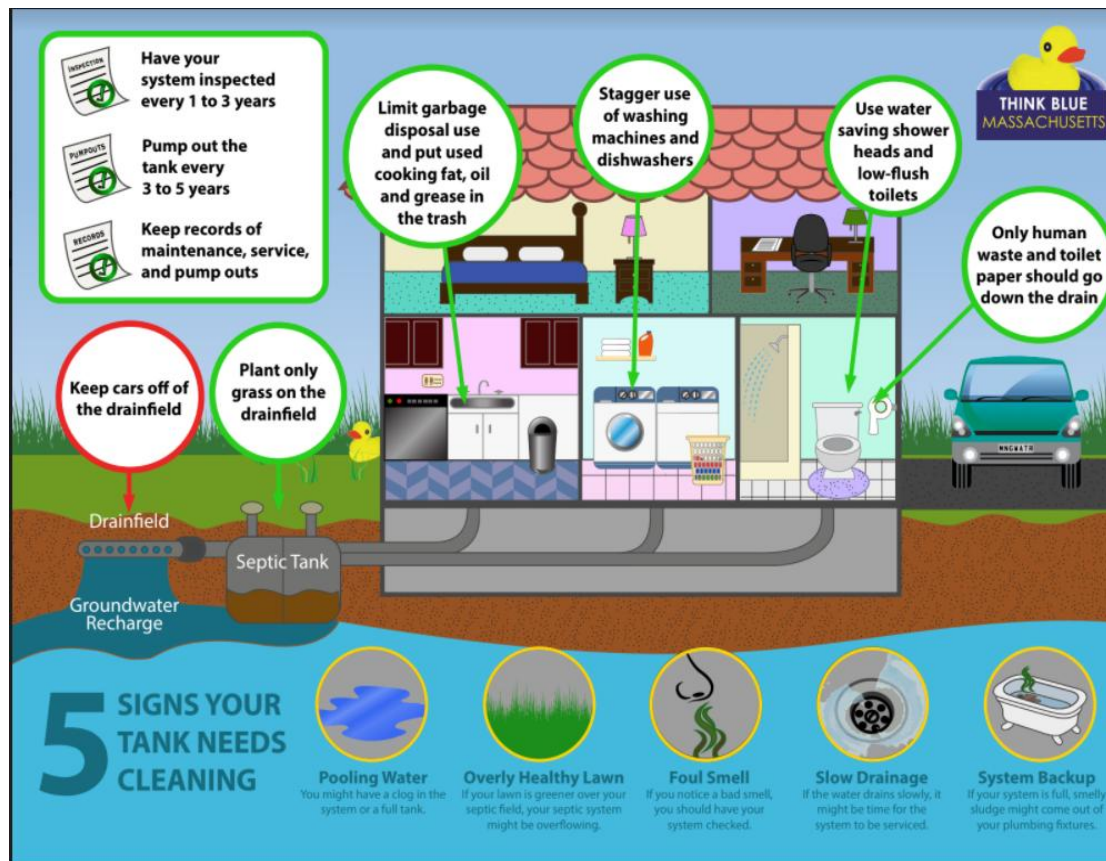 INSPECTION
Have your
system inspected
every 1 to 3 years
PUMPOUTS
Pump out the
tank every
3 to 5 years
RECORDS
Keep records of
maintenance, service,
and pump outs
Limit garbage
disposal use
and put used
cooking fat, oil
and grease in
the trash
Stagger use
of washing
machines and
dishwashers
Use water
saving shower
heads and
low-flush
toilets
THINK BLUE
MASSACHUSETTS
Only human
waste and toilet
paper should go
down the drain
Keep cars off of
the drainfield
Plant only
grass on the
drainfield
MNGWATR
Drainfield
Septic Tank
Groundwater
Recharge
5
SIGNS YOUR
TANK NEEDS
CLEANING
Pooling Water
You might have a clog in the
system or a full tank.
Overly Healthy Lawn
If your lawn is greener over your
septic field, your septic system
might be overflowing.
Foul Smell
If you notice a bad smell,
you should have your
system checked.
Slow Drainage
If the water drains slowly, it
might be time for the
system to be serviced.
System Backup
If your system is full, smelly
sludge might come out of
your plumbing fixtures.